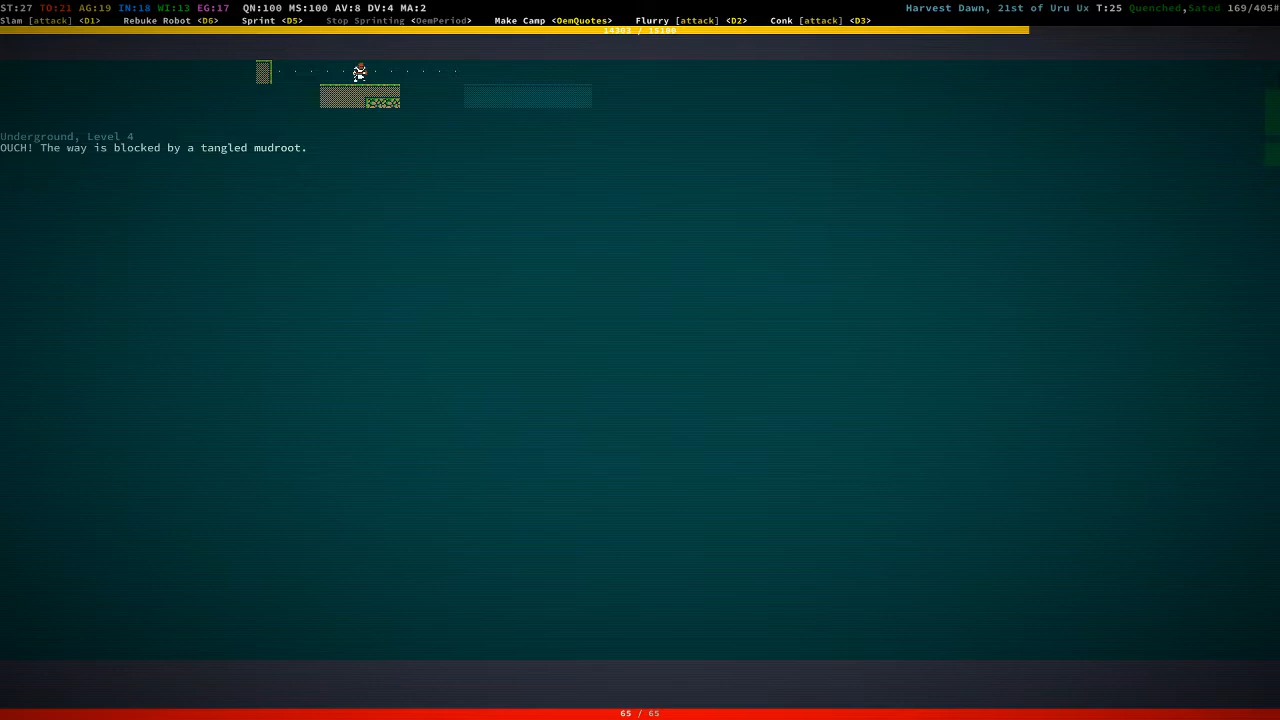 ST:27 TO:21 AG:19 IN:18 WI:13 EG:17 QN:100 MS:100 AV:8 DV:4 MA:2 Harvest Dawn, 21st of Uru Ux T:25 Quenched,Sated 169/405#
Slam [attack] <D1> Rebuke Robot <D6> Sprint <D5> Stop Sprinting <OemPeriod> Make Camp <OemQuotes> Flurry [attack] <D2> Conk [attack] <D3>
Underground, Level 4
OUCH! The way is blocked by a tangled mudroot.
65 / 65